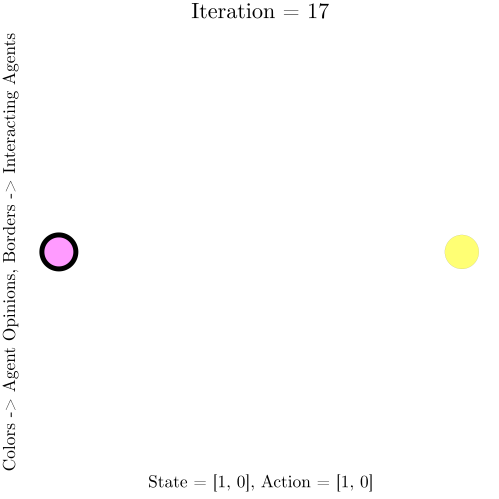 Iteration = 17
Colors -> Agent Opinions, Borders -> Interacting Agents
State = [1, 0], Action = [1, 0]